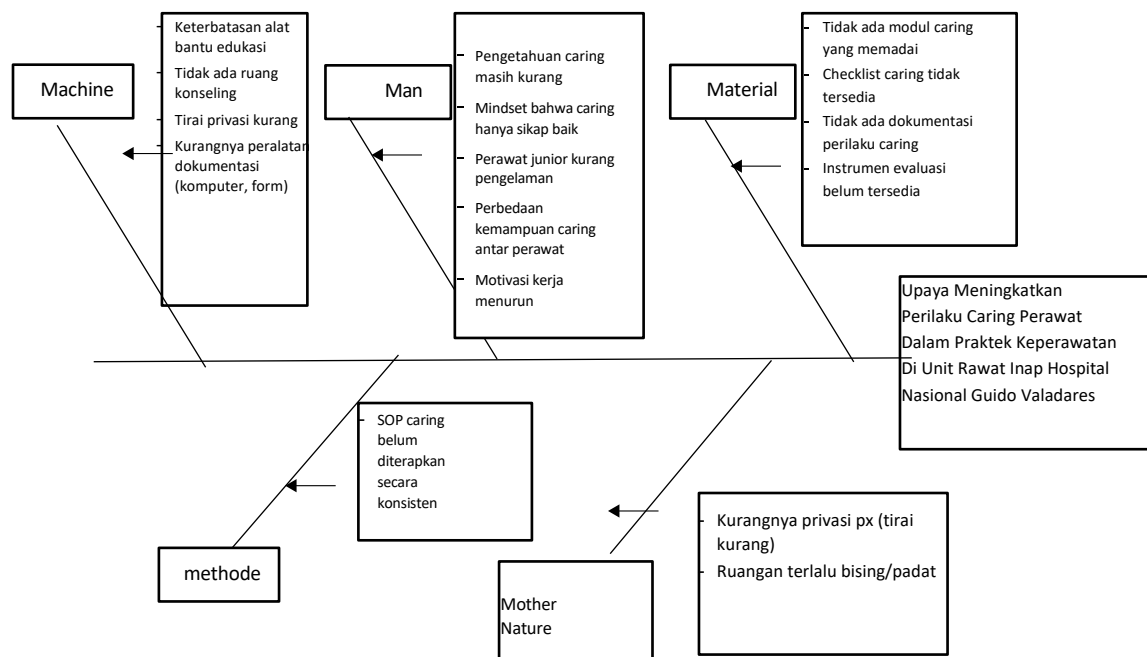 Machine
- Keterbatasan alat
bantu edukasi
- Tidak ada ruang
konseling
- Tirai privasi kurang
- Kurangnya peralatan
dokumentasi
(komputer, form)
Man
- Pengetahuan caring
masih kurang
- Mindset bahwa caring
hanya sikap baik
- Perawat junior kurang
pengelaman
- Perbedaan
kemampuan caring
antar perawat
- Motivasi kerja
menurun
Material
- Tidak ada modul caring
yang memadai
- Checklist caring tidak
tersedia
- Tidak ada dokumentasi
perilaku caring
- Instrumen evaluasi
belum tersedia
Upaya Meningkatkan
Perilaku Caring Perawat
Dalam Praktek Keperawatan
Di Unit Rawat Inap Hospital
Nasional Guido Valadares
- SOP caring
belum
diterapkan
secara
konsisten
methode
- Kurangnya privasi px (tirai
kurang)
- Ruangan terlalu bising/padat
Mother
Nature